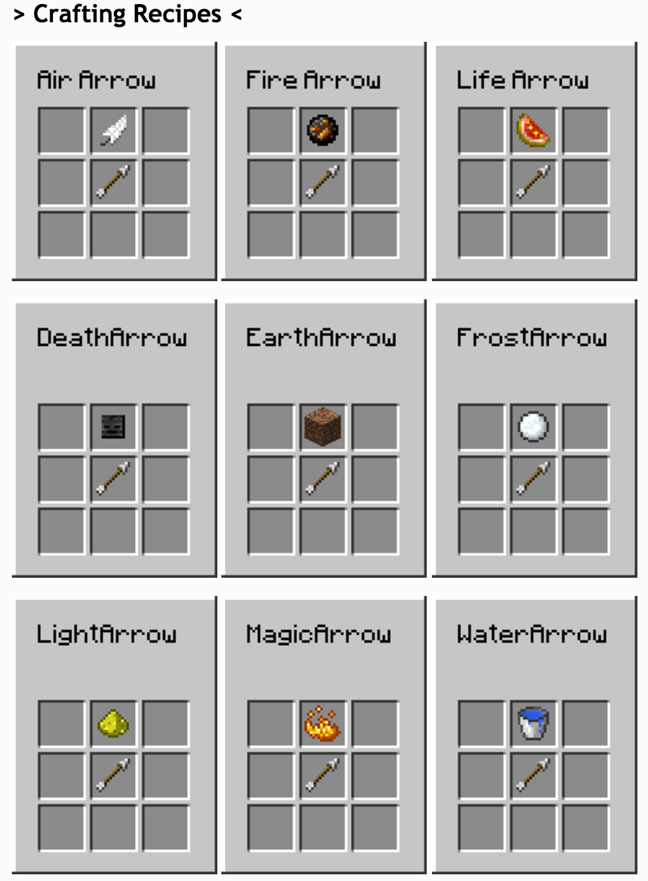 > Crafting Recipes <
Air Arrow
Fire Arrow
Life Arrow
DeathArrow
EarthArrow
FrostArrow
LightArrow
MagicArrow
WaterArrow